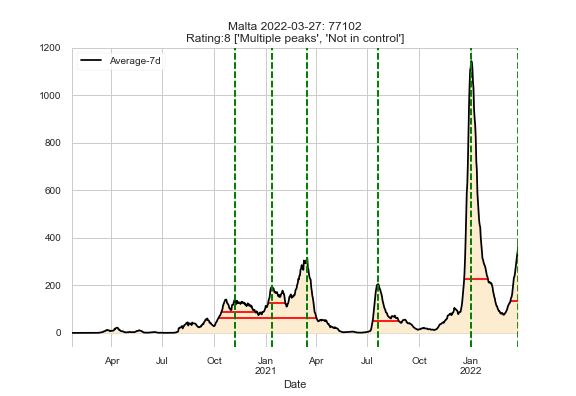 Malta 2022-03-27: 77102
Rating:8 ['Multiple peaks', 'Not in control']
Average-7d
1200
1000
800
600
400
200
0
Apr
Jul
Oct
Jan
2021
Apr
Jul
Oct
Jan
2022
Date